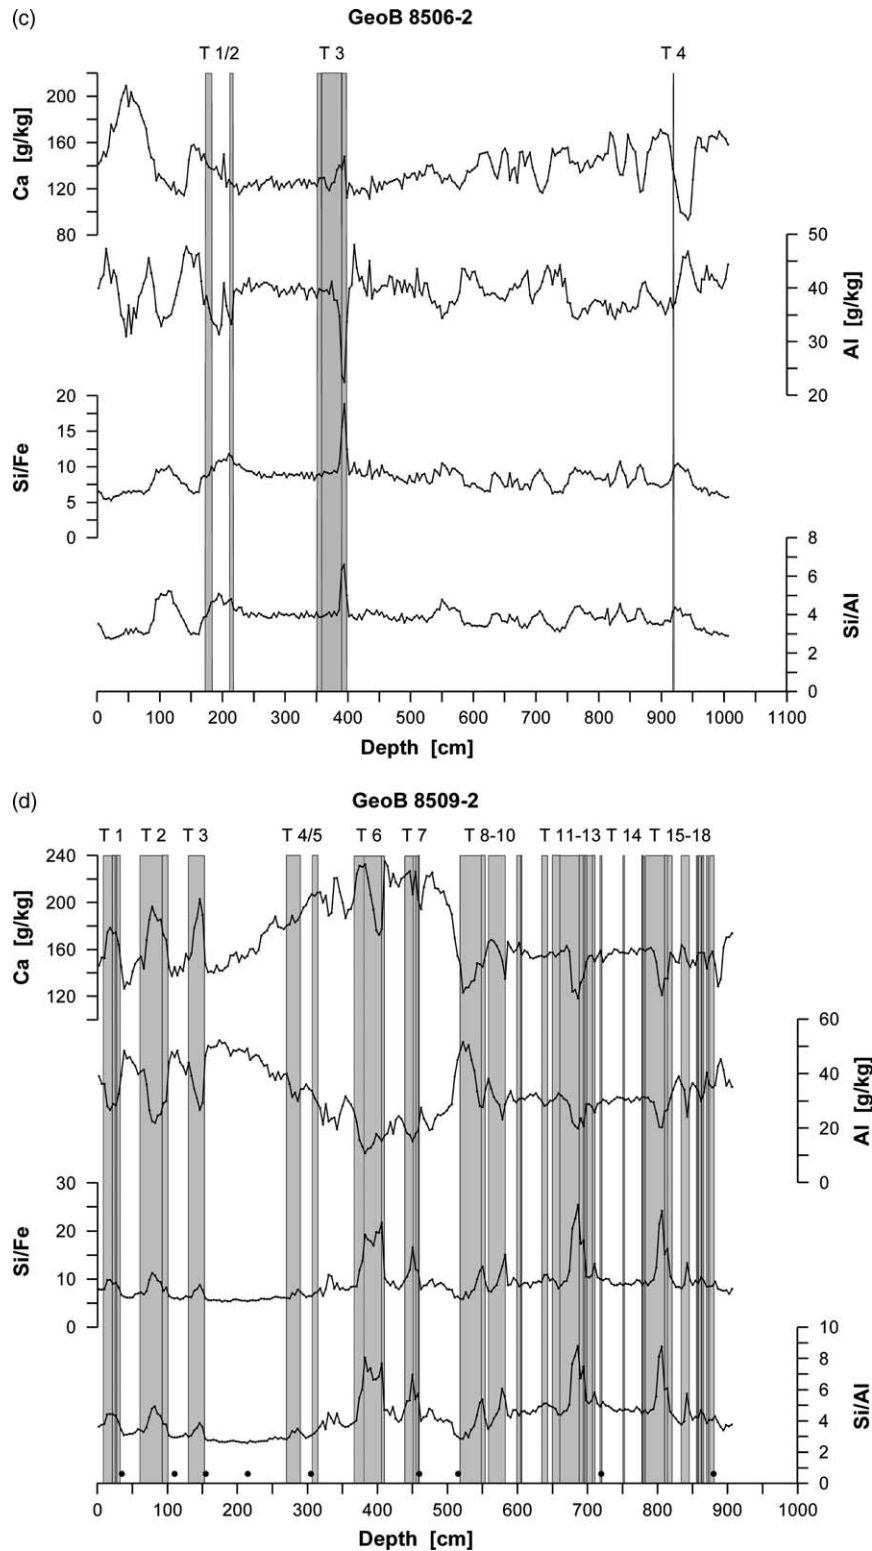 (c)
GeoB 8506-2
T 1/2 T 3 T 4
200
160
120
80
Ca [g/kg]
50
40
30
20
Al [g/kg]
20
15
10
5
0
Si/Fe
8
6
4
2
0
Si/Al
0 100 200 300 400 500 600 700 800 900 1000 1100
Depth [cm]
(d)
GeoB 8509-2
T 1 T 2 T 3 T 4/5 T 6 T 7 T 8-10 T 11-13 T 14 T 15-18
240
200
160
120
Ca [g/kg]
60
40
20
0
Al [g/kg]
30
20
10
0
Si/Fe
10
8
6
4
2
0
Si/Al
0 100 200 300 400 500 600 700 800 900 1000
Depth [cm]